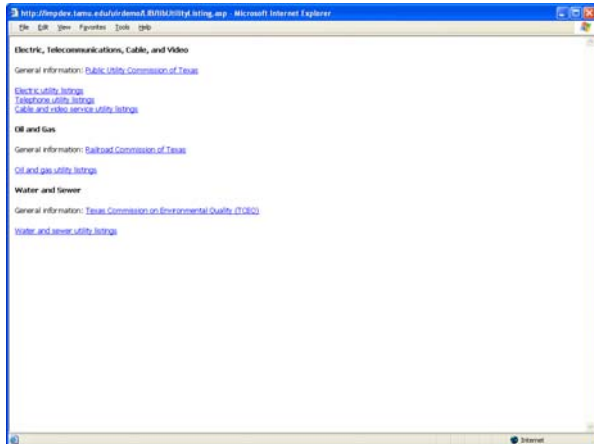 http://impdev.tamu.edu/uirdemo/LIB/libUtilityListing.asp - Microsoft Internet Explorer
File Edit View Favorites Tools Help
Electric, Telecommunications, Cable, and Video
General information: Public Utility Commission of Texas
Electric utility listings
Telephone utility listings
Cable and video service utility listings
Oil and Gas
General information: Railroad Commission of Texas
Oil and gas utility listings
Water and Sewer
General information: Texas Commission on Environmental Quality (TCEQ)
Water and sewer utility listings
Internet